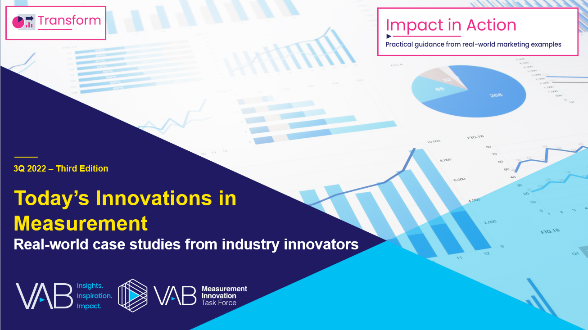 Transform
Impact in Action
Practical guidance from real-world marketing examples
3Q 2022 – Third Edition
Today's Innovations in
Measurement
Real-world case studies from industry innovators
VAB
Insights.
Inspiration.
Impact.
VAB
Measurement
Innovation
Task Force